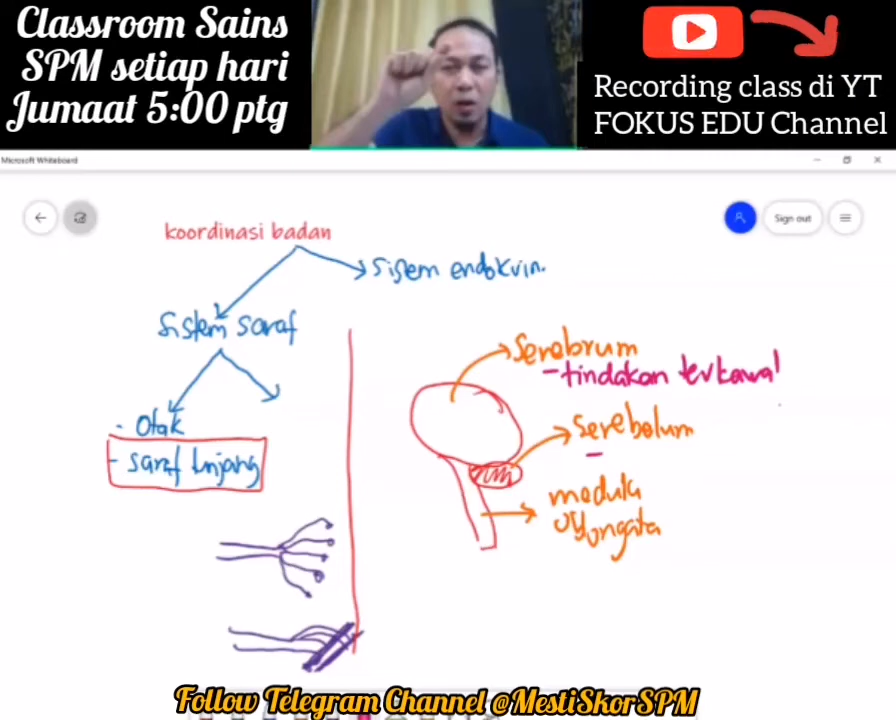 Classroom Sains
SPM setiap hari
Jumaat 5:00 ptg
Recording class di YT
FOKUS EDU Channel
Microsoft Whiteboard
Sign out
koordinasi badan
Sistem endokrin.
Sistem saraf
- Otak
- saraf tunjang
Serebrum
- tindakan terkawal
Serebelum
-
medula
oblongata
Follow Telegram Channel @MestiSkorSPM